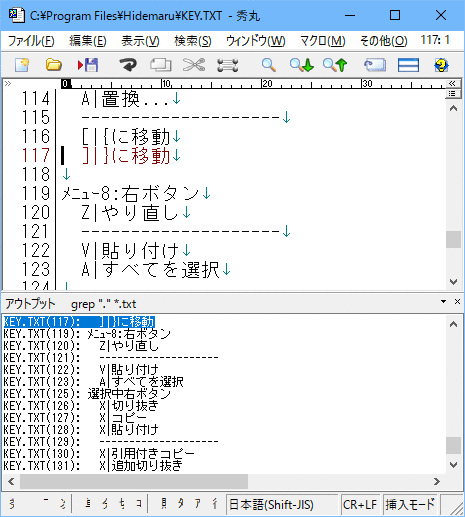 C:¥Program Files¥Hidemaru¥KEY.TXT - 秀丸
ファイル(F) 編集(E) 表示(V) 検索(S) ウィンドウ(W) マクロ(M) その他(O) 117: 1
0 10 20 30
114 A|置換...↓
115 ---------------------↓
116 [|{に移動↓
117 ]|}に移動↓
118 ↓
119 メニュー8:右ボタン↓
120 Z|やり直し↓
121 ---------------------↓
122 V|貼り付け↓
123 A|すべてを選択↓
124 ↓
アウトプット grep "." *.txt
KEY.TXT(117): ]|}に移動
KEY.TXT(119): メニュー8:右ボタン
KEY.TXT(120): Z|やり直し
KEY.TXT(121): --------------------
KEY.TXT(122): V|貼り付け
KEY.TXT(123): A|すべてを選択
KEY.TXT(125): 選択中右ボタン
KEY.TXT(126): X|切り抜き
KEY.TXT(127): X|コピー
KEY.TXT(128): X|貼り付け
KEY.TXT(129): --------------------
KEY.TXT(130): X|引用付きコピー
KEY.TXT(131): X|追加切り抜き
日本語(Shift-JIS) CR+LF 挿入モード